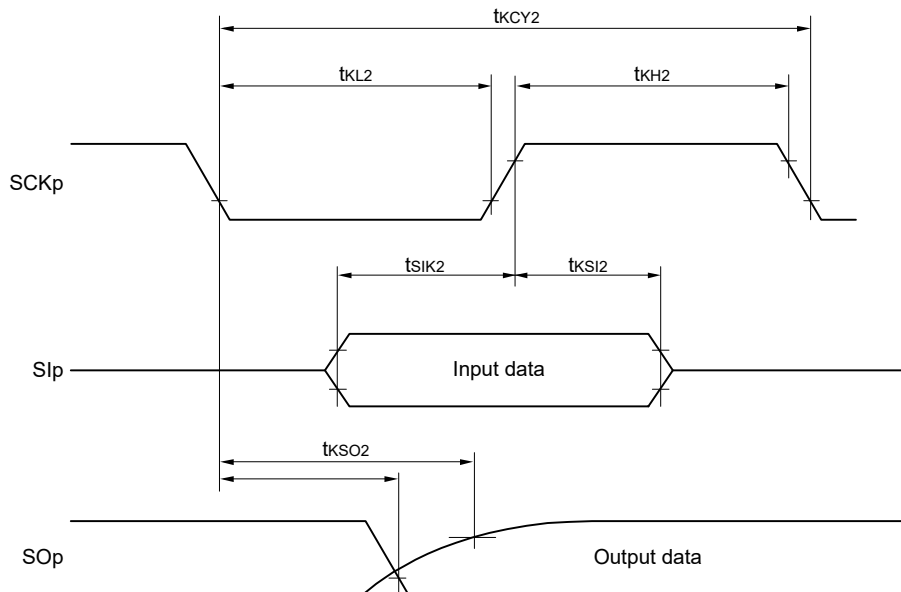 tKCY2
tKL2
tKH2
SCKp
tSIK2
tKSI2
SIp
Input data
tKSO2
SOp
Output data